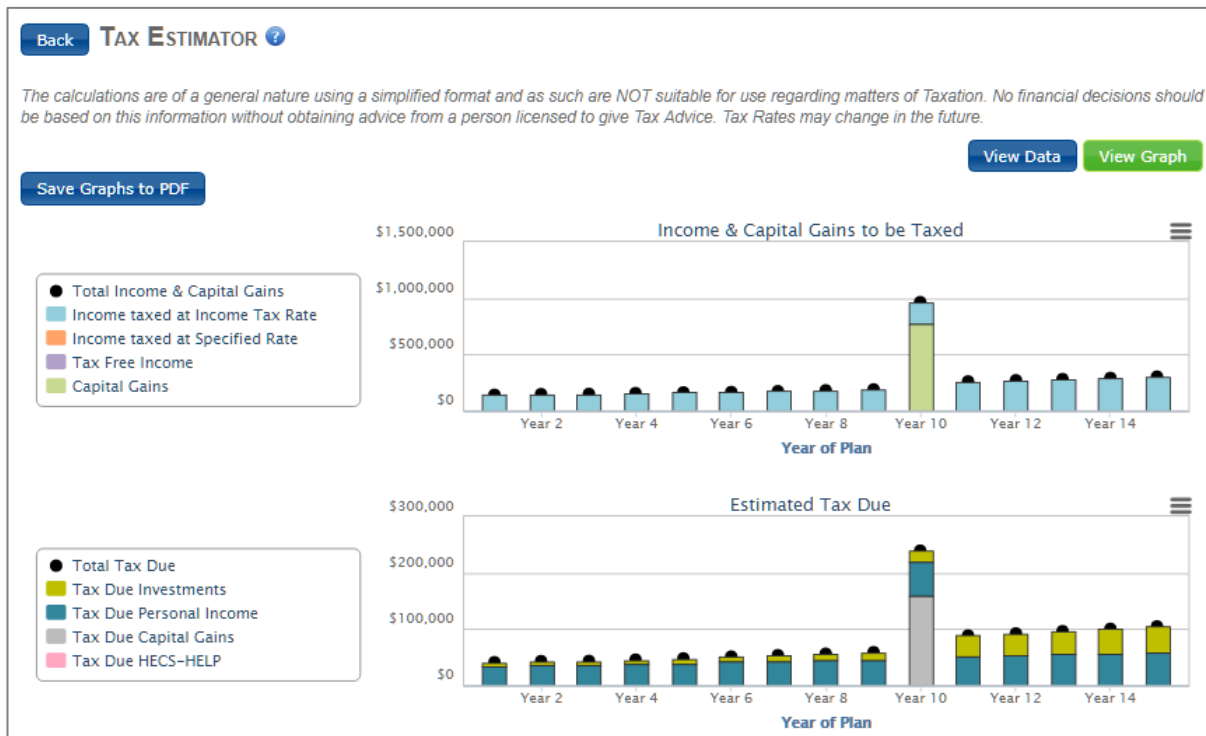 Back TAX ESTIMATOR ?
The calculations are of a general nature using a simplified format and as such are NOT suitable for use regarding matters of Taxation. No financial decisions should
be based on this information without obtaining advice from a person licensed to give Tax Advice. Tax Rates may change in the future.
View Data View Graph
Save Graphs to PDF
Income & Capital Gains to be Taxed
$1,500,000
$1,000,000
$500,000
$0
Total Income & Capital Gains
Income taxed at Income Tax Rate
Income taxed at Specified Rate
Tax Free Income
Capital Gains
Year 2 Year 4 Year 6 Year 8 Year 10 Year 12 Year 14
Year of Plan
Estimated Tax Due
$300,000
$200,000
$100,000
$0
Total Tax Due
Tax Due Investments
Tax Due Personal Income
Tax Due Capital Gains
Tax Due HECS-HELP
Year 2 Year 4 Year 6 Year 8 Year 10 Year 12 Year 14
Year of Plan